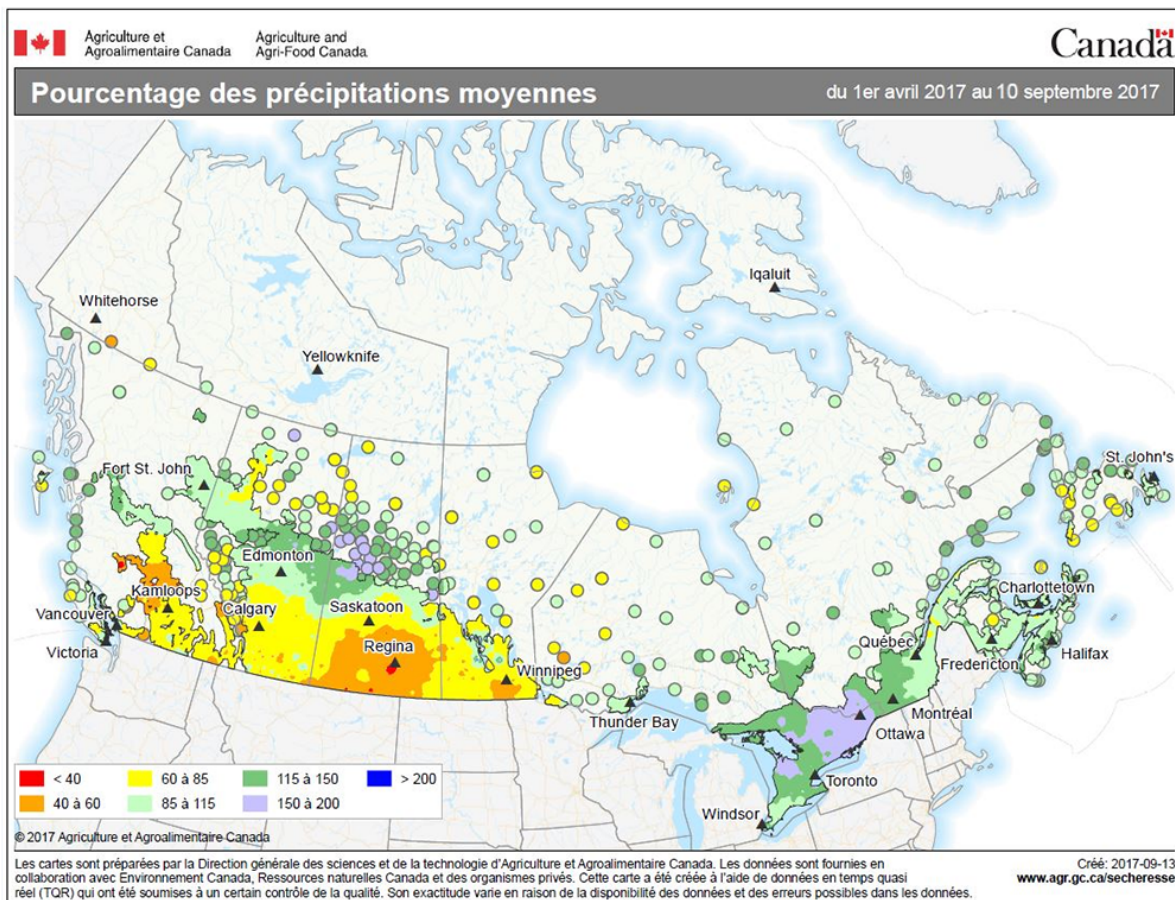 Agriculture et
Agroalimentaire Canada
Agriculture and
Agri-Food Canada
Canada
Pourcentage des précipitations moyennes
du 1er avril 2017 au 10 septembre 2017
Iqaluit
Whitehorse
Yellowknife
St. John's
Fort St. John
Edmonton
Charlottetown
Kamloops
Calgary
Saskatoon
Vancouver
Regina
Québec
Victoria
Winnipeg
Fredericton
Halifax
Thunder Bay
Montréal
Ottawa
Toronto
Windsor
< 40
60 à 85
115 à 150
> 200
40 à 60
85 à 115
150 à 200
© 2017 Agriculture et Agroalimentaire Canada
Les cartes sont préparées par la Direction générale des sciences et de la technologie d'Agriculture et Agroalimentaire Canada. Les données sont fournies en
collaboration avec Environnement Canada, Ressources naturelles Canada et des organismes privés. Cette carte a été créée à l'aide de données en temps quasi
réel (TQR) qui ont été soumises à un certain contrôle de la qualité. Son exactitude varie en raison de la disponibilité des données et des erreurs possibles dans les données.
Créé: 2017-09-13
www.agr.gc.ca/secheresse